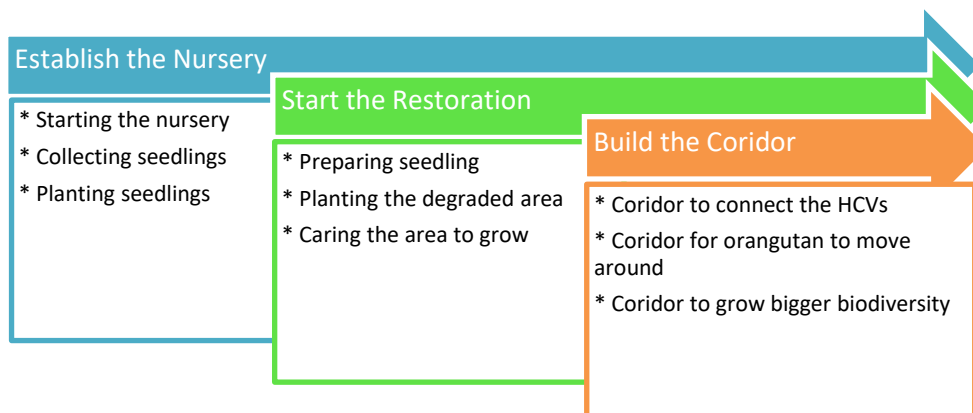 Establish the Nursery
* Starting the nursery
* Collecting seedlings
* Planting seedlings
Start the Restoration
* Preparing seedling
* Planting the degraded area
* Caring the area to grow
Build the Coridor
* Coridor to connect the HCVs
* Coridor for orangutan to move
around
* Coridor to grow bigger biodiversity